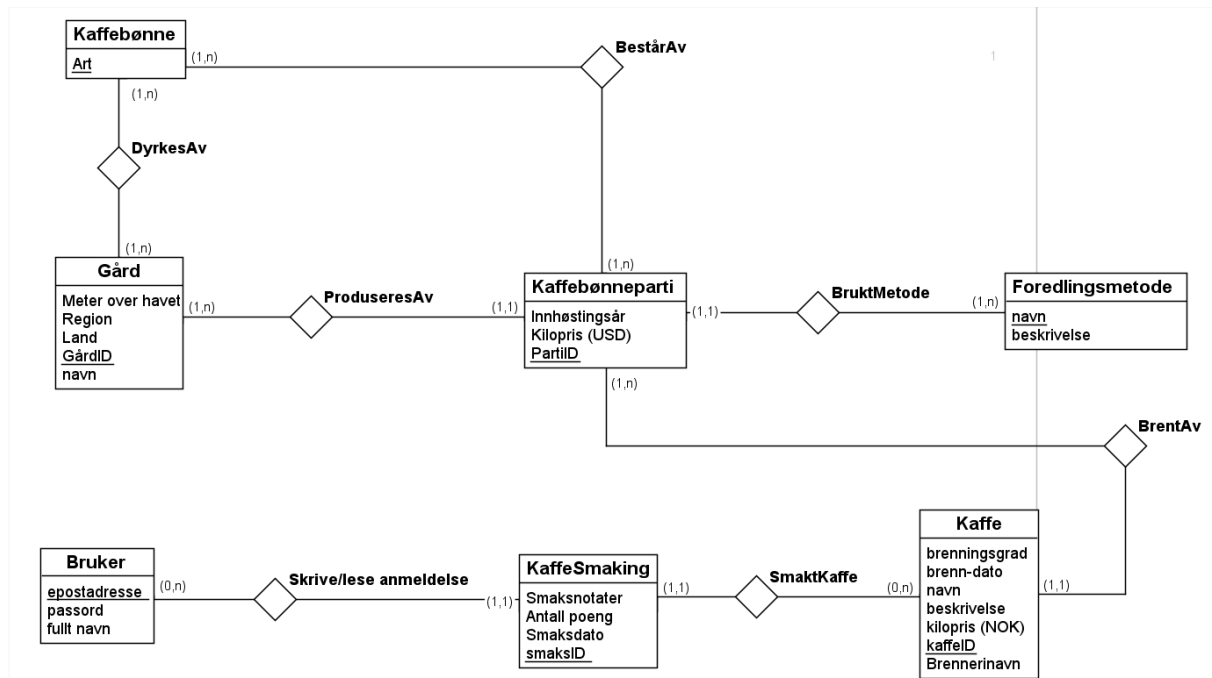 Kaffebønne
Art
(1,n)
BestårAv
1
(1,n)
DyrkesAv
(1,n)
Gård
Meter over havet
Region
Land
GårdID
navn
(1,n)
ProduseresAv
(1,1)
(1,n)
Kaffebønneparti
Innhøstingsår
Kilopris (USD)
PartiID
(1,1)
BruktMetode
(1,n)
Foredlingsmetode
navn
beskrivelse
(1,n)
BrentAv
Bruker
epostadresse
passord
fullt navn
(0,n)
Skrive/lese anmeldelse
(1,1)
KaffeSmaking
Smaksnotater
Antall poeng
Smaksdato
smaksID
(1,1)
SmaktKaffe
(0,n)
Kaffe
brenningsgrad
brenn-dato
navn
beskrivelse
kilopris (NOK)
kaffeID
Brennerinavn
(1,1)